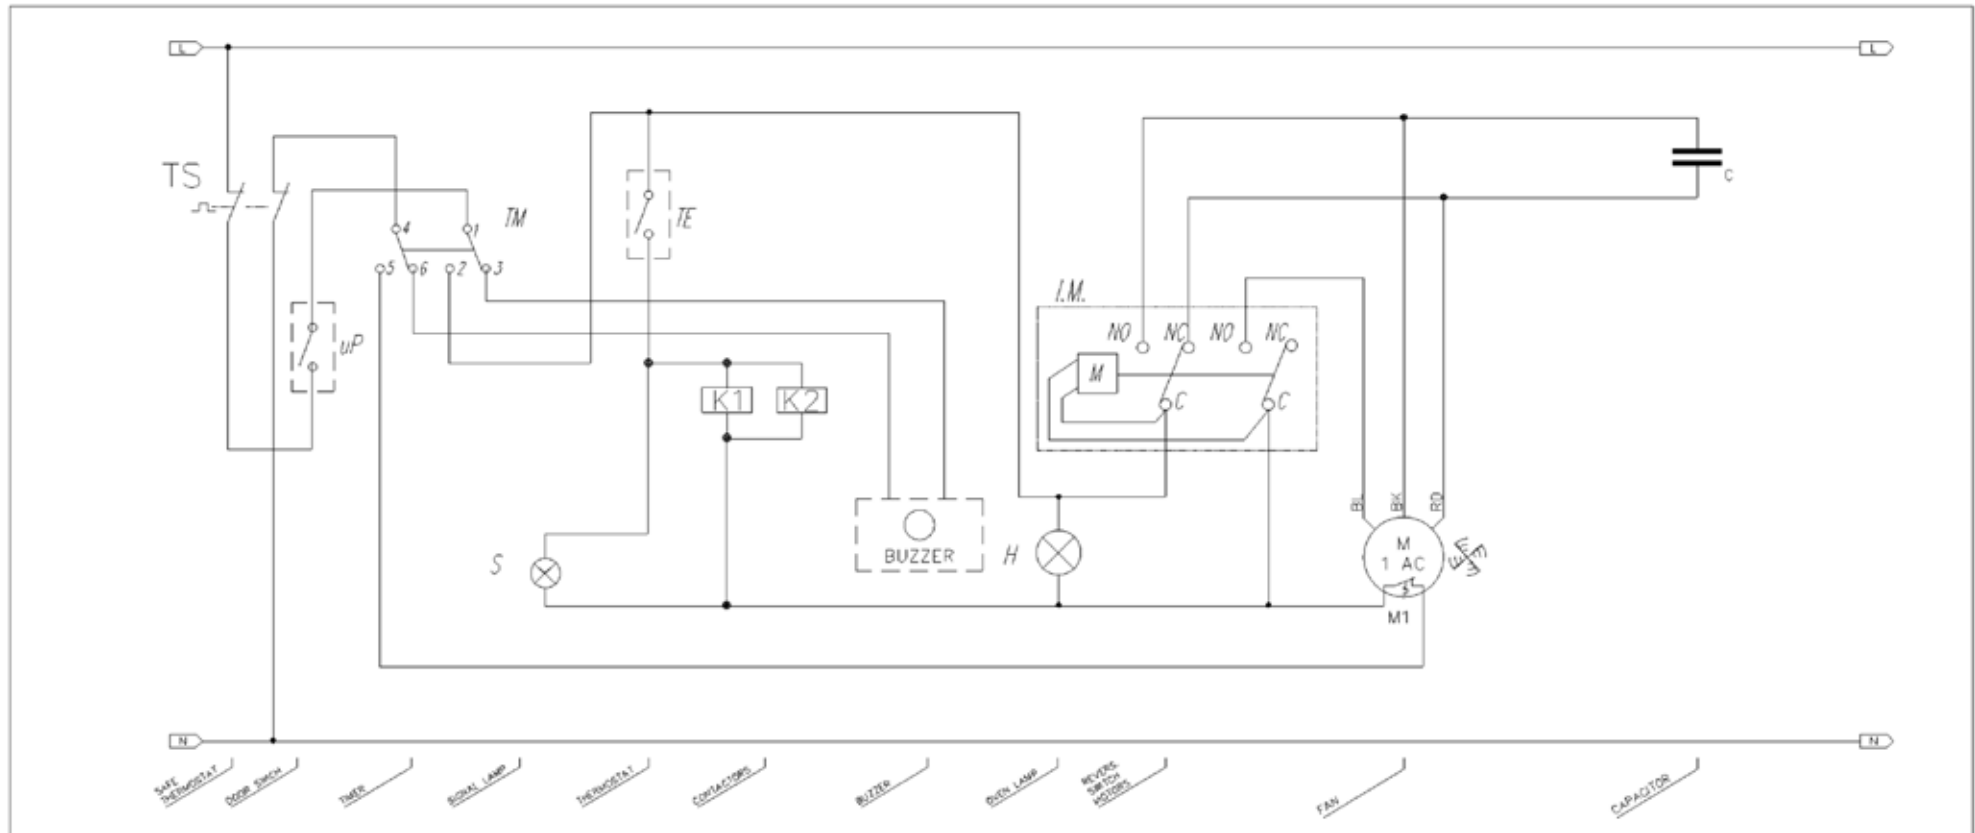 L L
TS
C
TM
TE
4 1
5 6 2 3
I.M.
uP
NO NC NO NC
M
K1 K2
C C
BL BK RD
S
BUZZER
H
M
1 AC
M1
N N
SAFE
THERMOSTAT
DOOR SWICH
TIMER
SIGNAL LAMP
THERMOSTAT
CONTACTORS
BUZZER
OVEN LAMP
REVERS.
SWITCH
MOTORS
FAN
CAPACITOR